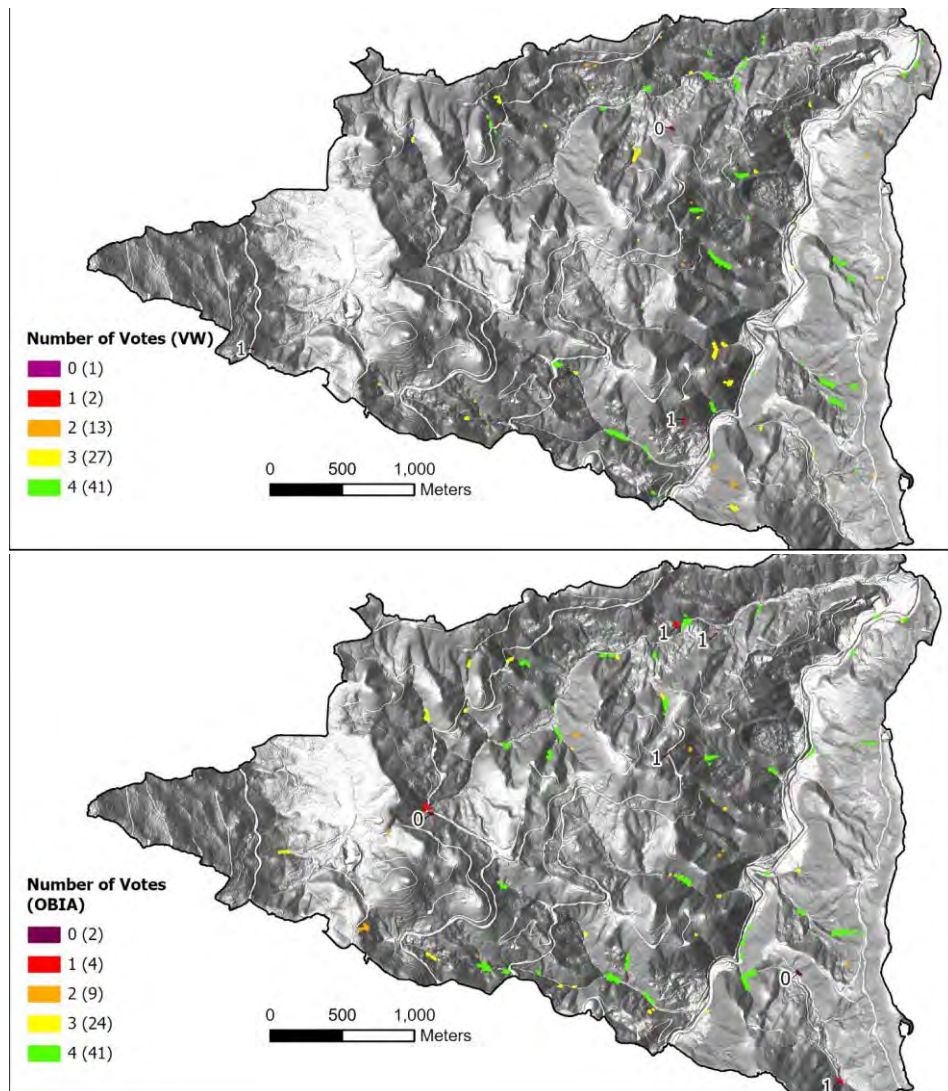 0
1
1
Number of Votes (VW)
0 (1)
1 (2)
2 (13)
3 (27)
4 (41)
0 500 1,000
Meters
1
1
1
0
0
1
Number of Votes
(OBIA)
0 (2)
1 (4)
2 (9)
3 (24)
4 (41)
0 500 1,000
Meters